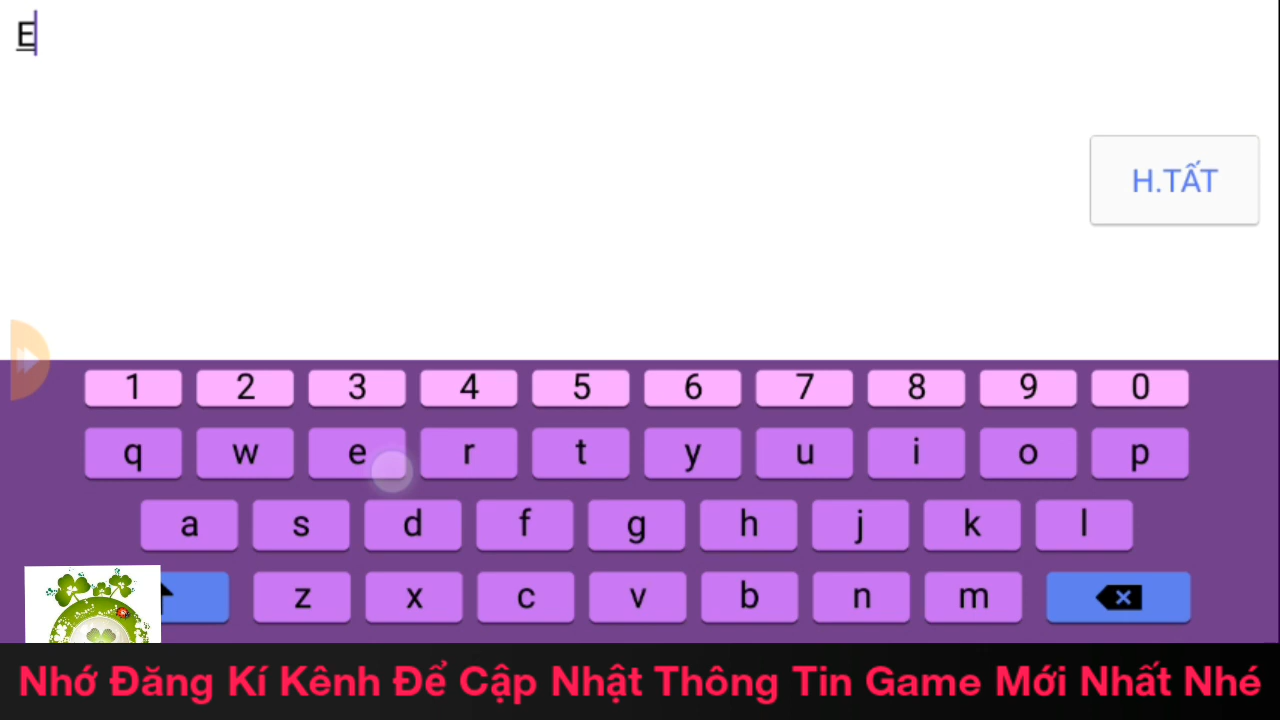 E
H.TẤT
1 2 3 4 5 6 7 8 9 0
q w e r t y u i o p
a s d f g h j k l
z x c v b n m
Nhớ Đăng Kí Kênh Để Cập Nhật Thông Tin Game Mới Nhất Nhé